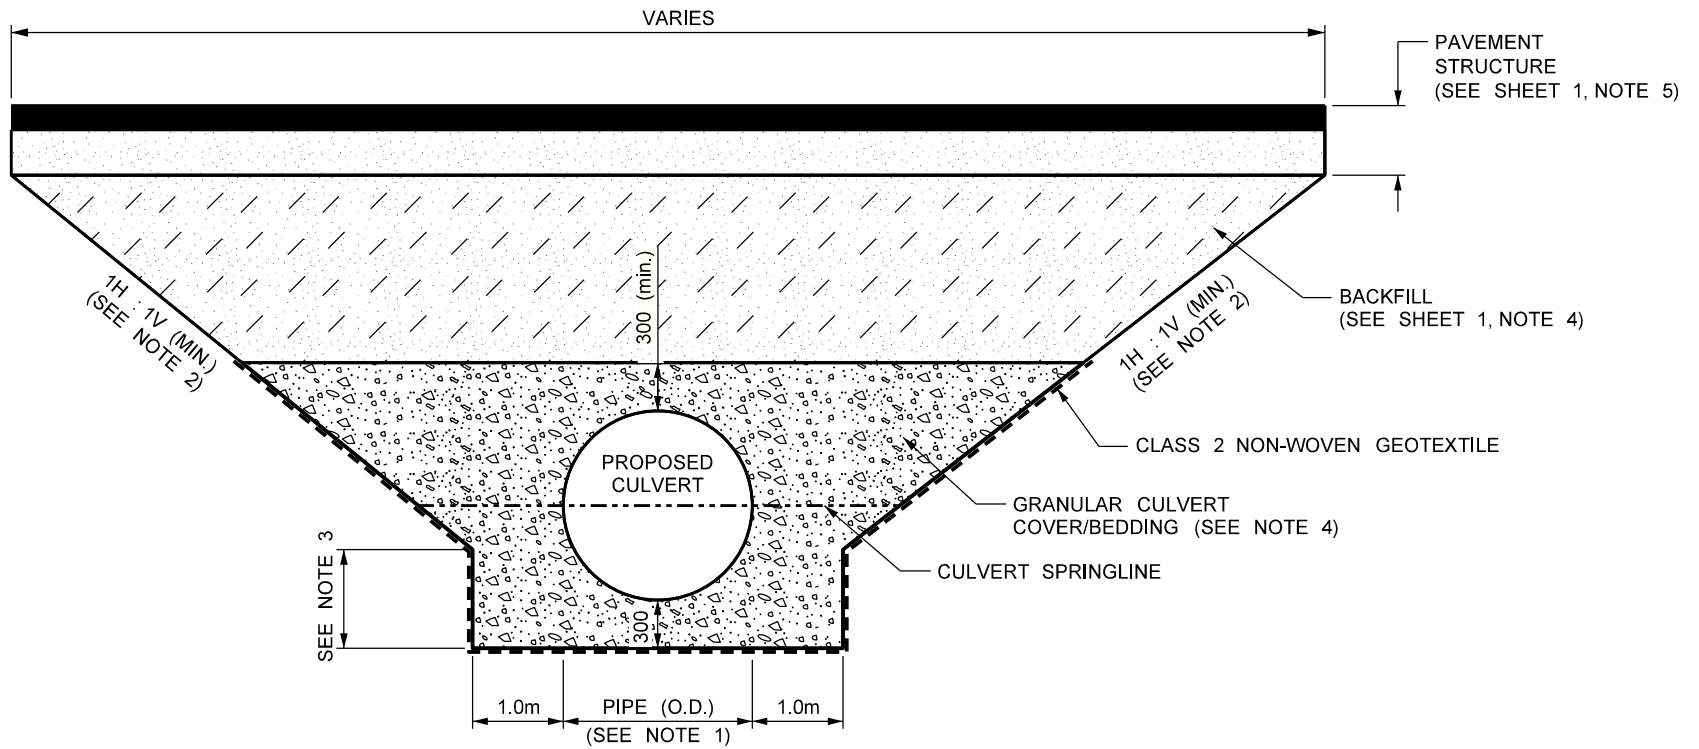 VARIES
PAVEMENT
STRUCTURE
(SEE SHEET 1, NOTE 5)
300 (min.)
1H : 1V (MIN.)
(SEE NOTE 2)
1H : 1V (MIN.)
(SEE NOTE 2)
BACKFILL
(SEE SHEET 1, NOTE 4)
CLASS 2 NON-WOVEN GEOTEXTILE
PROPOSED
CULVERT
GRANULAR CULVERT
COVER/BEDDING (SEE NOTE 4)
CULVERT SPRINGLINE
SEE NOTE 3
300
1.0m
PIPE (O.D.)
(SEE NOTE 1)
1.0m